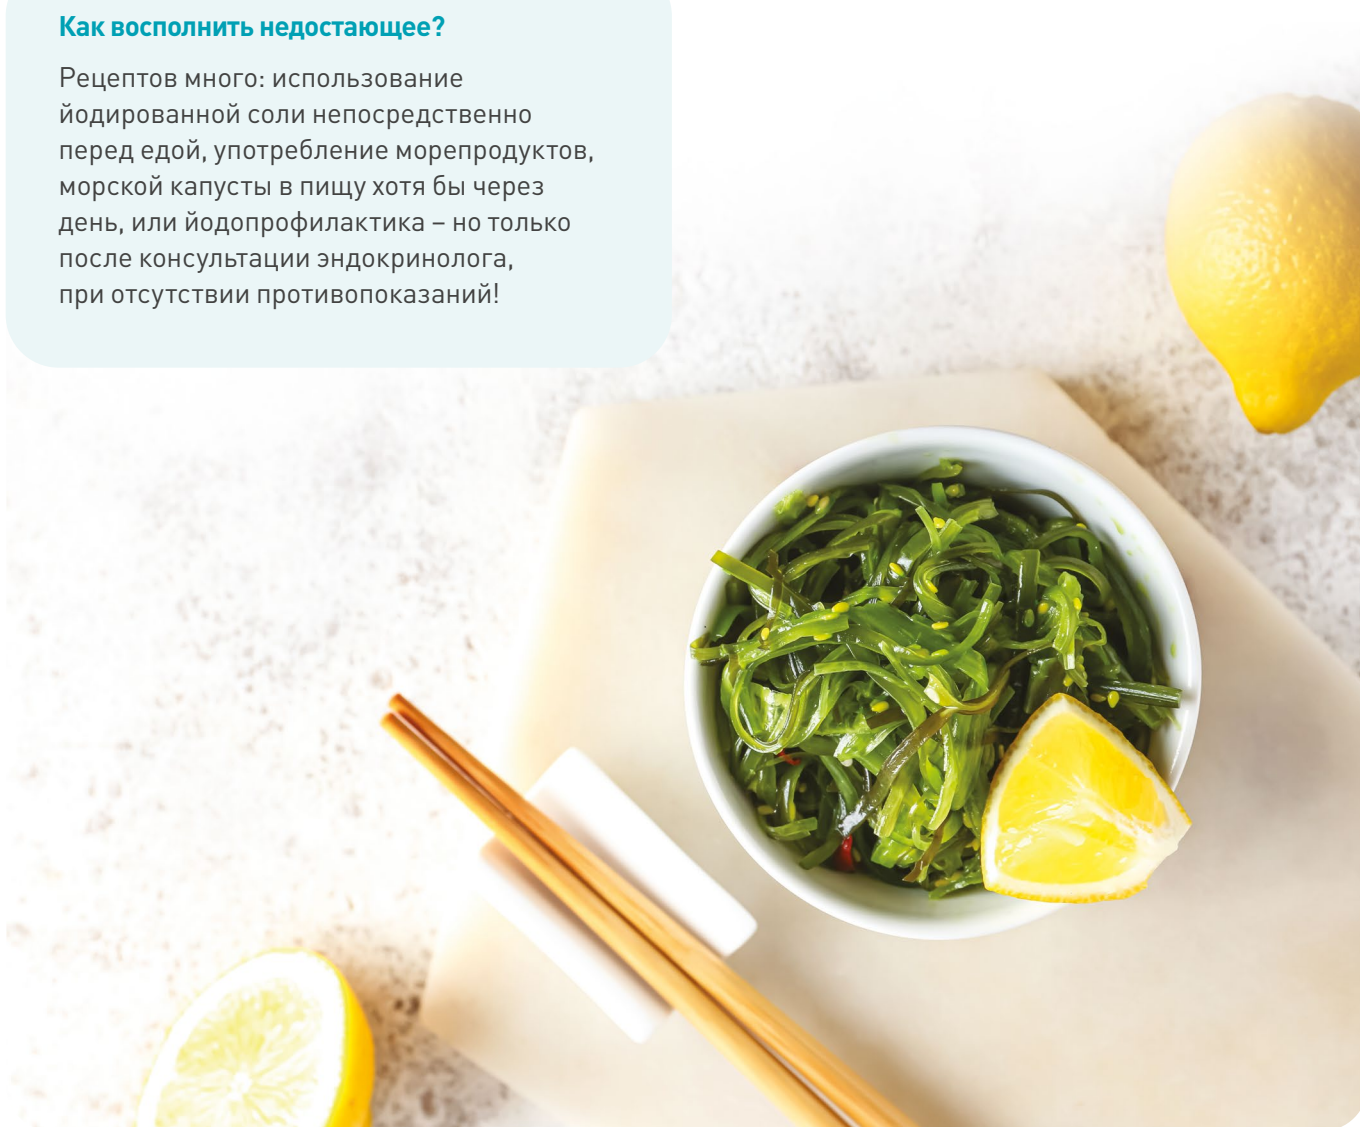 Как восполнить недостающее?
Рецептов много: использование
йодированной соли непосредственно
перед едой, употребление морепродуктов,
морской капусты в пищу хотя бы через
день, или йодопрофилактика – но только
после консультации эндокринолога,
при отсутствии противопоказаний!